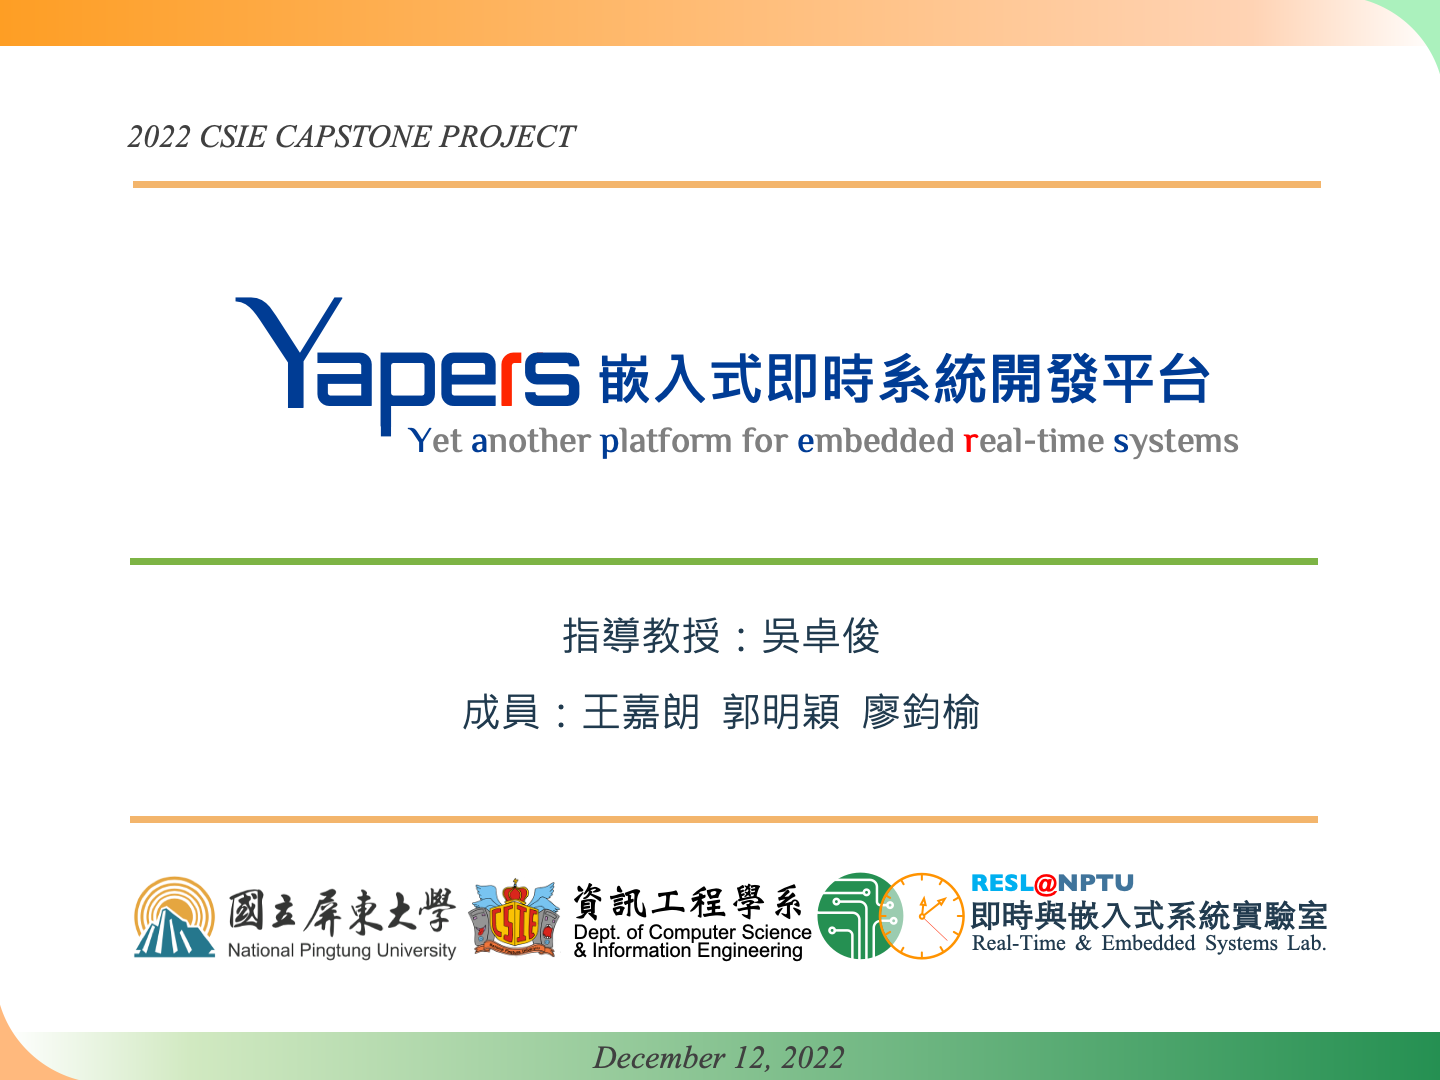 2022 CSIE CAPSTONE PROJECT
Yapers 嵌入式即時系統開發平台
Yet another platform for embedded real-time systems
指導教授：吳卓俊
成員：王嘉朗 郭明穎 廖鈞榆
國立屏東大學
National Pingtung University
CSIE
資訊工程學系
Dept. of Computer Science
& Information Engineering
RESL@NPTU
即時與嵌入式系統實驗室
Real-Time & Embedded Systems Lab.
December 12, 2022